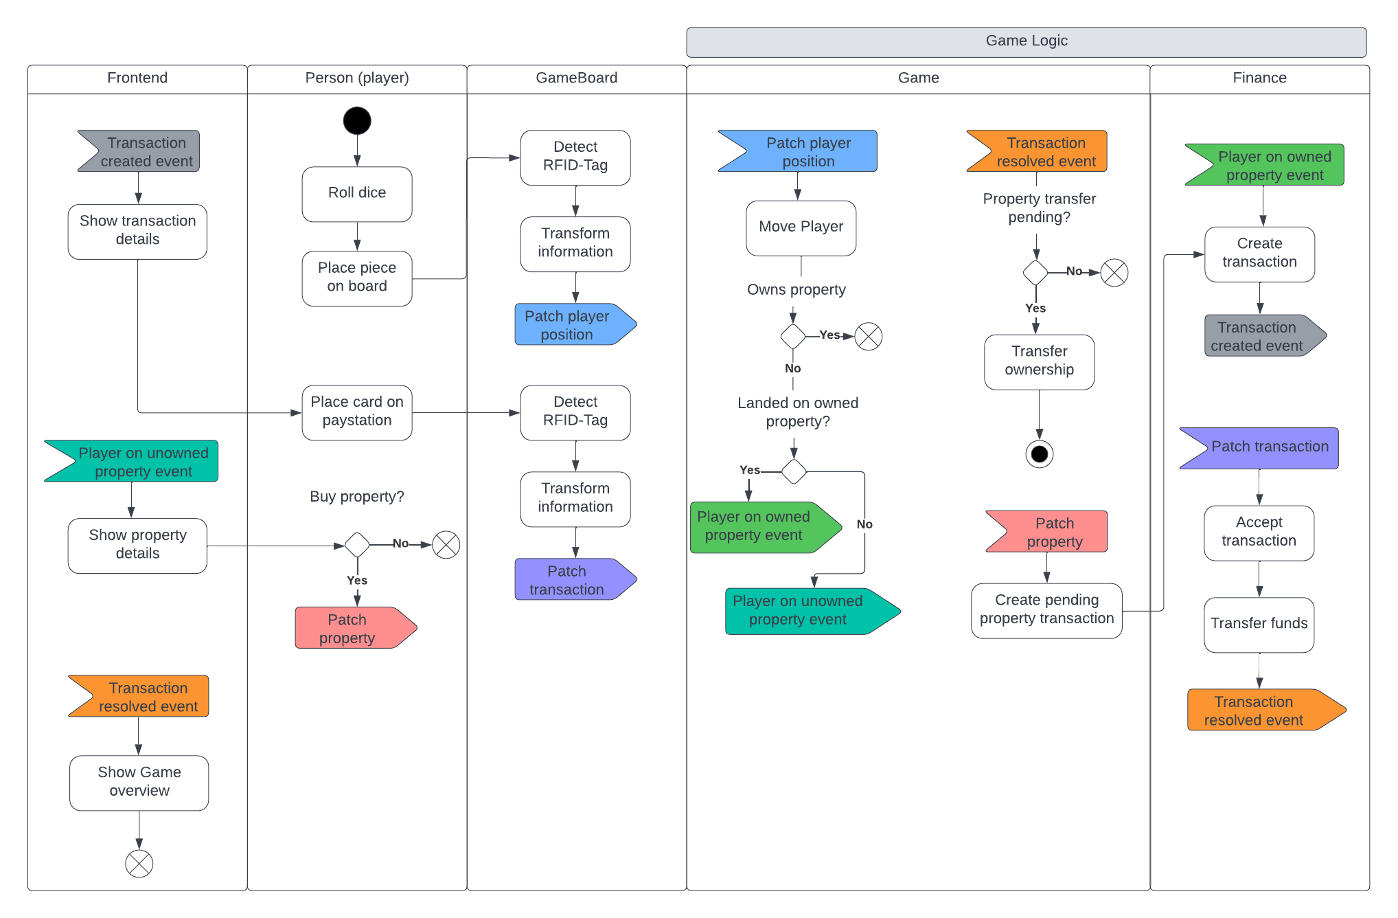 Game Logic
Frontend
Person (player)
GameBoard
Game
Finance
Transaction
created event
Show transaction
details
Player on unowned
property event
Show property
details
Transaction
resolved event
Show Game
overview
Roll dice
Place piece
on board
Place card on
paystation
Buy property?
No
Yes
Patch
property
Detect
RFID-Tag
Transform
information
Patch player
position
Detect
RFID-Tag
Transform
information
Patch
transaction
Patch player
position
Move Player
Owns property
Yes
No
Landed on owned
property?
Yes
No
Player on owned
property event
Player on unowned
property event
Transaction
resolved event
Property transfer
pending?
No
Yes
Transfer
ownership
Patch
property
Create pending
property transaction
Player on owned
property event
Create
transaction
Transaction
created event
Patch transaction
Accept
transaction
Transfer funds
Transaction
resolved event